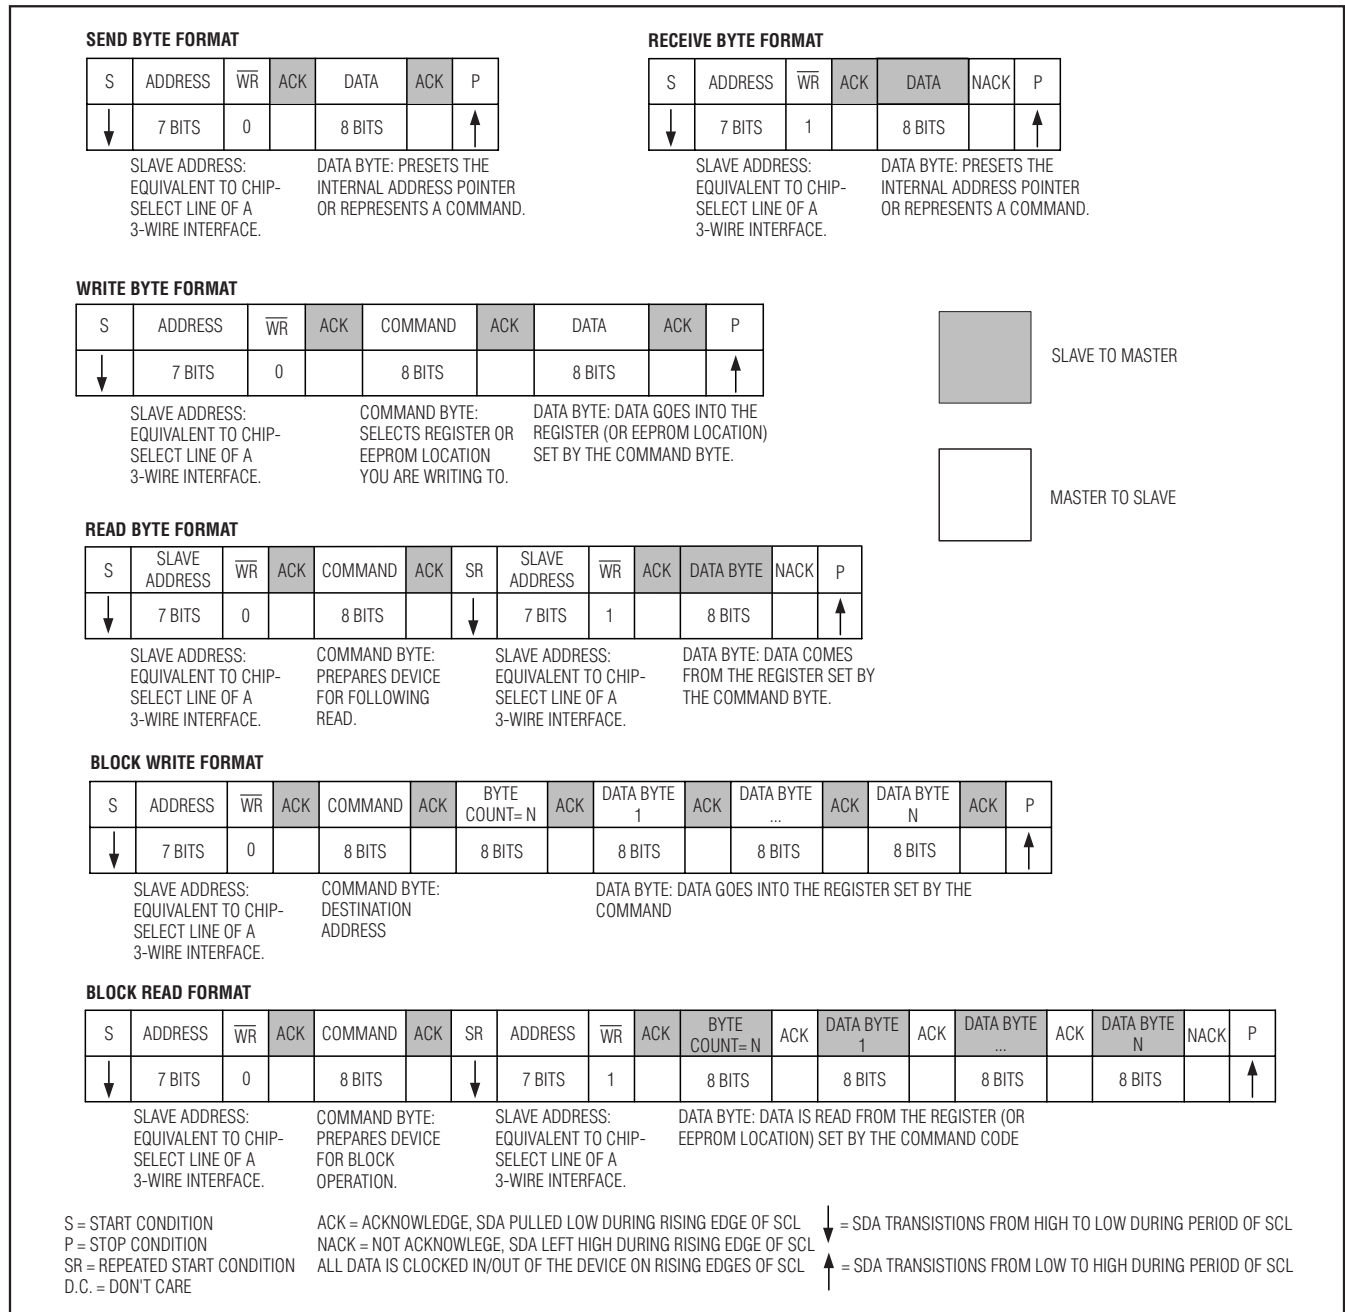 SEND BYTE FORMAT
S ADDRESS WR ACK DATA ACK P
7 BITS 0 8 BITS
SLAVE ADDRESS:
EQUIVALENT TO CHIP-
SELECT LINE OF A
3-WIRE INTERFACE.
DATA BYTE: PRESETS THE
INTERNAL ADDRESS POINTER
OR REPRESENTS A COMMAND.
RECEIVE BYTE FORMAT
S ADDRESS WR ACK DATA NACK P
7 BITS 1 8 BITS
SLAVE ADDRESS:
EQUIVALENT TO CHIP-
SELECT LINE OF A
3-WIRE INTERFACE.
DATA BYTE: PRESETS THE
INTERNAL ADDRESS POINTER
OR REPRESENTS A COMMAND.
WRITE BYTE FORMAT
S ADDRESS WR ACK COMMAND ACK DATA ACK P
7 BITS 0 8 BITS 8 BITS
SLAVE ADDRESS:
EQUIVALENT TO CHIP-
SELECT LINE OF A
3-WIRE INTERFACE.
COMMAND BYTE:
SELECTS REGISTER OR
EEPROM LOCATION
YOU ARE WRITING TO.
DATA BYTE: DATA GOES INTO THE
REGISTER (OR EEPROM LOCATION)
SET BY THE COMMAND BYTE.
SLAVE TO MASTER
MASTER TO SLAVE
READ BYTE FORMAT
S SLAVE ADDRESS WR ACK COMMAND ACK SR SLAVE ADDRESS WR ACK DATA BYTE NACK P
7 BITS 0 8 BITS 7 BITS 1 8 BITS
SLAVE ADDRESS:
EQUIVALENT TO CHIP-
SELECT LINE OF A
3-WIRE INTERFACE.
COMMAND BYTE:
PREPARES DEVICE
FOR FOLLOWING
READ.
SLAVE ADDRESS:
EQUIVALENT TO CHIP-
SELECT LINE OF A
3-WIRE INTERFACE.
DATA BYTE: DATA COMES
FROM THE REGISTER SET BY
THE COMMAND BYTE.
BLOCK WRITE FORMAT
S ADDRESS WR ACK COMMAND ACK BYTE COUNT= N ACK DATA BYTE 1 ACK DATA BYTE ... ACK DATA BYTE N ACK P
7 BITS 0 8 BITS 8 BITS 8 BITS 8 BITS 8 BITS
SLAVE ADDRESS:
EQUIVALENT TO CHIP-
SELECT LINE OF A
3-WIRE INTERFACE.
COMMAND BYTE:
DESTINATION
ADDRESS
DATA BYTE: DATA GOES INTO THE REGISTER SET BY THE
COMMAND
BLOCK READ FORMAT
S ADDRESS WR ACK COMMAND ACK SR ADDRESS WR ACK BYTE COUNT= N ACK DATA BYTE 1 ACK DATA BYTE ... ACK DATA BYTE N NACK P
7 BITS 0 8 BITS 7 BITS 1 8 BITS 8 BITS 8 BITS 8 BITS
SLAVE ADDRESS:
EQUIVALENT TO CHIP-
SELECT LINE OF A
3-WIRE INTERFACE.
COMMAND BYTE:
PREPARES DEVICE
FOR BLOCK
OPERATION.
SLAVE ADDRESS:
EQUIVALENT TO CHIP-
SELECT LINE OF A
3-WIRE INTERFACE.
DATA BYTE: DATA IS READ FROM THE REGISTER (OR
EEPROM LOCATION) SET BY THE COMMAND CODE
S = START CONDITION
P = STOP CONDITION
SR = REPEATED START CONDITION
D.C. = DON'T CARE
ACK = ACKNOWLEDGE, SDA PULLED LOW DURING RISING EDGE OF SCL
NACK = NOT ACKNOWLEGE, SDA LEFT HIGH DURING RISING EDGE OF SCL
ALL DATA IS CLOCKED IN/OUT OF THE DEVICE ON RISING EDGES OF SCL
= SDA TRANSISTIONS FROM HIGH TO LOW DURING PERIOD OF SCL
= SDA TRANSISTIONS FROM LOW TO HIGH DURING PERIOD OF SCL